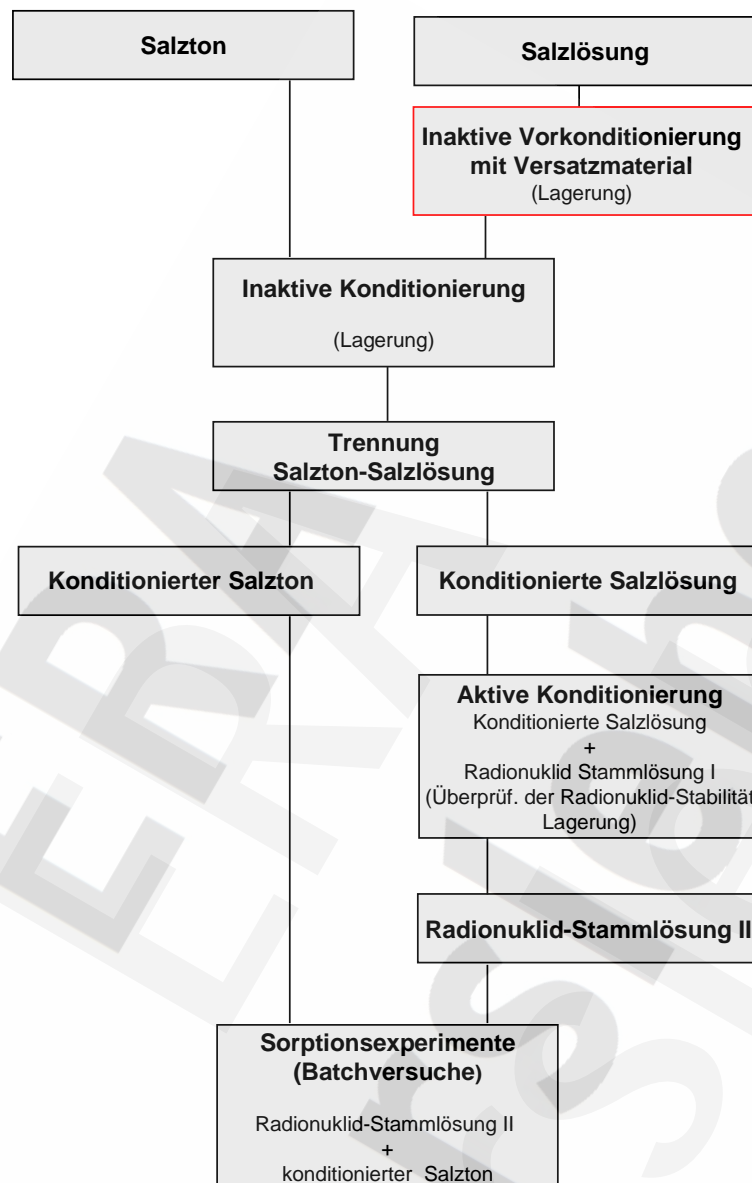 Salzton
Salzlösung
Inaktive Vorkonditionierung
mit Versatzmaterial
(Lagerung)
Inaktive Konditionierung
(Lagerung)
Trennung
Salzton-Salzlösung
Konditionierter Salzton
Konditionierte Salzlösung
Aktive Konditionierung
Konditionierte Salzlösung
+
Radionuklid Stammlösung I
(Überprüf. der Radionuklid-Stabilität
Lagerung)
Radionuklid-Stammlösung II
Sorptionsexperimente
(Batchversuche)
Radionuklid-Stammlösung II
+
konditionierter Salzton
ERA